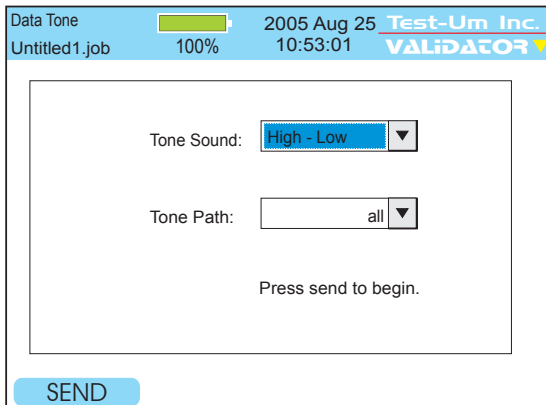 Data Tone
Untitled1.job
100%
2005 Aug 25
10:53:01
Test-Um Inc.
VALiDATOR
Tone Sound: High - Low
Tone Path: all
Press send to begin.
SEND